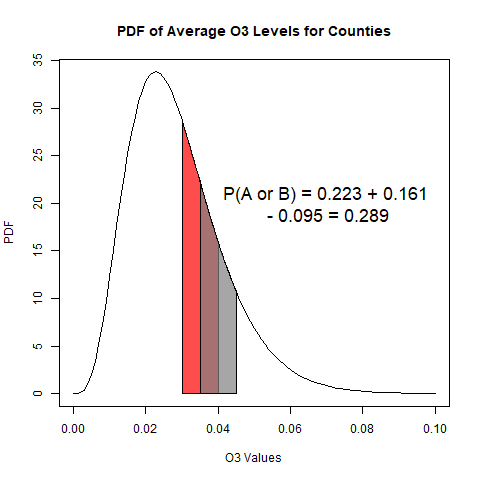 PDF of Average O3 Levels for Counties
35
30
25
20
15
10
5
0
PDF
P(A or B) = 0.223 + 0.161
- 0.095 = 0.289
0.00 0.02 0.04 0.06 0.08 0.10
O3 Values